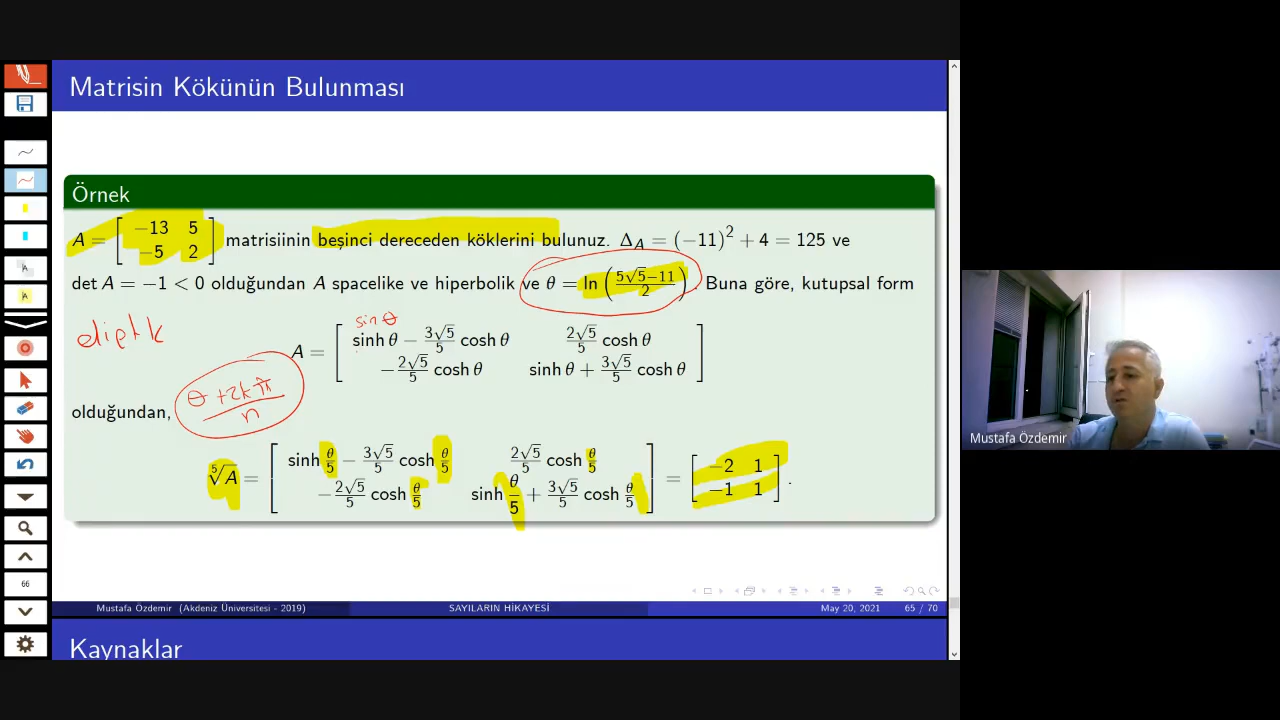 Matrisin Kökünün Bulunması
Örnek
A = [ −13 5 ; −5 2 ] matrisiinin beşinci dereceden köklerini bulunuz. Δ_A = (−11)² + 4 = 125 ve
det A = −1 < 0 olduğundan A spacelike ve hiperbolik ve θ = ln ( (5√5−11)/2 ) . Buna göre, kutupsal form
sin θ
eliptk
A = [ sinh θ − 3√5/5 cosh θ   2√5/5 cosh θ ; −2√5/5 cosh θ   sinh θ + 3√5/5 cosh θ ]
(θ + 2kπ)/n
olduğundan,
⁵√A = [ sinh θ/5 − 3√5/5 cosh θ/5   2√5/5 cosh θ/5 ; −2√5/5 cosh θ/5   sinh θ/5 + 3√5/5 cosh θ/5 ] = [ −2 1 ; −1 1 ] .
Mustafa Özdemir (Akdeniz Üniversitesi - 2019) SAYILARIN HİKAYESİ May 20, 2021 65 / 70
Kaynaklar
A
A
66
Mustafa Özdemir